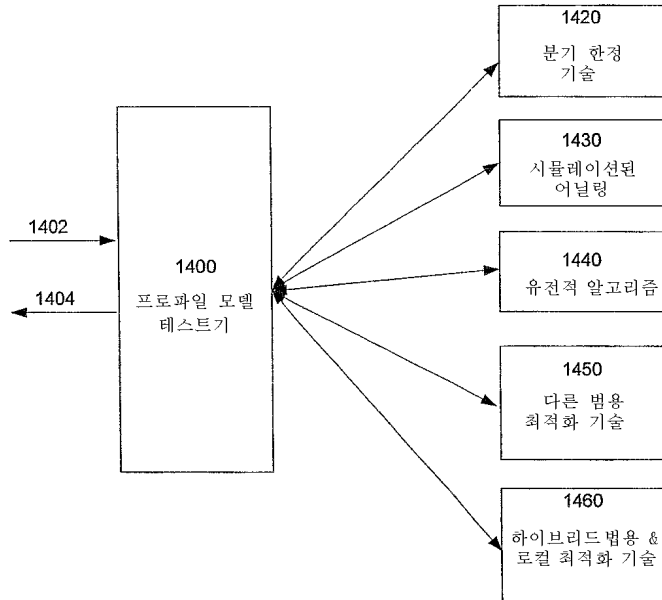 1402
1404
1400
프로파일 모델
테스트기
1420
분기 한정
기술
1430
시뮬레이션된
어닐링
1440
유전적 알고리즘
1450
다른 범용
최적화 기술
1460
하이브리드 범용 &
로컬 최적화 기술